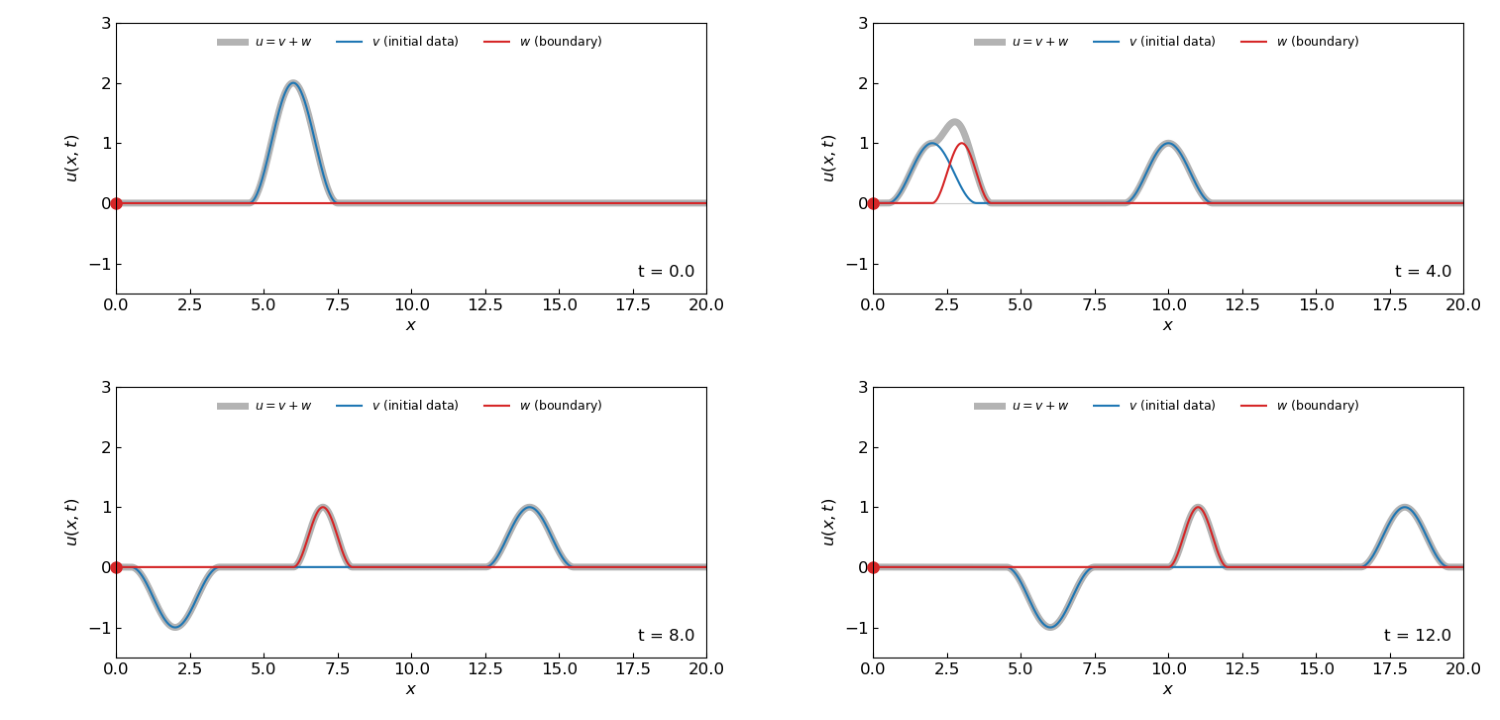 3
2
1
0
−1
u(x, t)
u = v + w v (initial data) w (boundary)
t = 0.0
0.0 2.5 5.0 7.5 10.0 12.5 15.0 17.5 20.0
x
3
2
1
0
−1
u(x, t)
u = v + w v (initial data) w (boundary)
t = 4.0
0.0 2.5 5.0 7.5 10.0 12.5 15.0 17.5 20.0
x
3
2
1
0
−1
u(x, t)
u = v + w v (initial data) w (boundary)
t = 8.0
0.0 2.5 5.0 7.5 10.0 12.5 15.0 17.5 20.0
x
3
2
1
0
−1
u(x, t)
u = v + w v (initial data) w (boundary)
t = 12.0
0.0 2.5 5.0 7.5 10.0 12.5 15.0 17.5 20.0
x